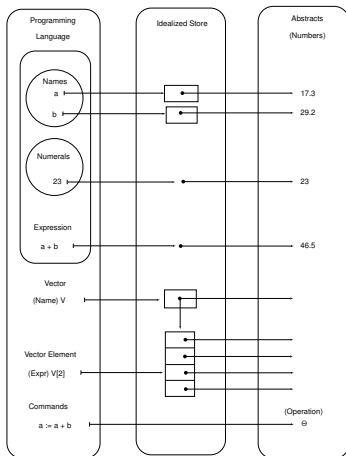 Programming
Language
Idealized Store
Abstracts
(Numbers)
Names
a
17.3
b
29.2
Numerals
23
23
Expression
a + b
46.5
Vector
(Name) V
Vector Element
(Expr) V[2]
Commands
a := a + b
(Operation)
⊖